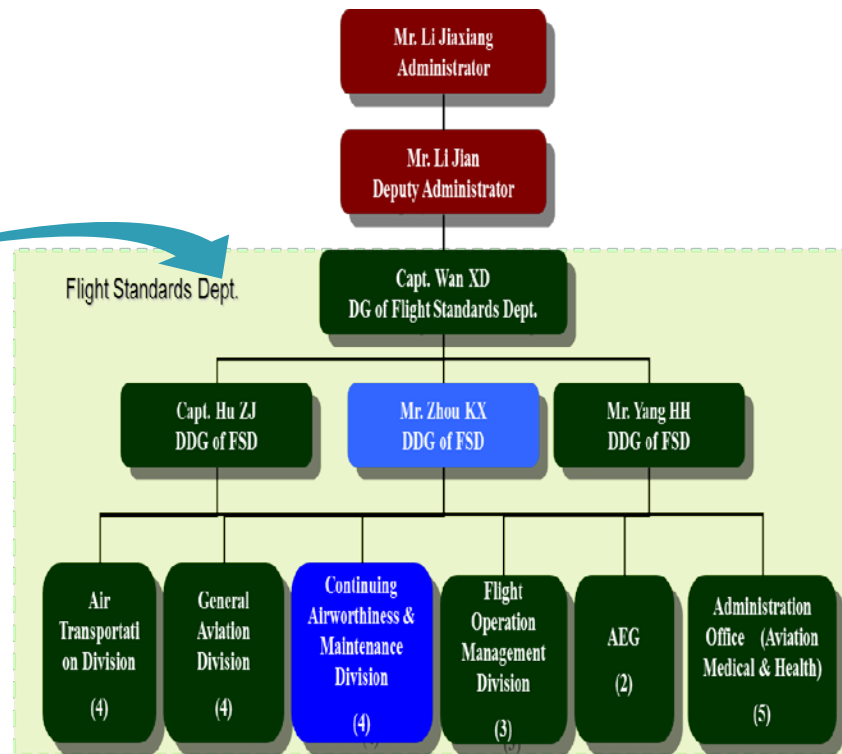 Mr. Li Jiaxiang
Administrator
Mr. Li Jian
Deputy Administrator
Flight Standards Dept.
Capt. Wan XD
DG of Flight Standards Dept.
Capt. Hu ZJ
DDG of FSD
Mr. Zhou KX
DDG of FSD
Mr. Yang HH
DDG of FSD
Air
Transportati
on Division
(4)
General
Aviation
Division
(4)
Continuing
Airworthiness &
Maintenance
Division
(4)
Flight
Operation
Management
Division
(3)
AEG
(2)
Administration
Office (Aviation
Medical & Health)
(5)